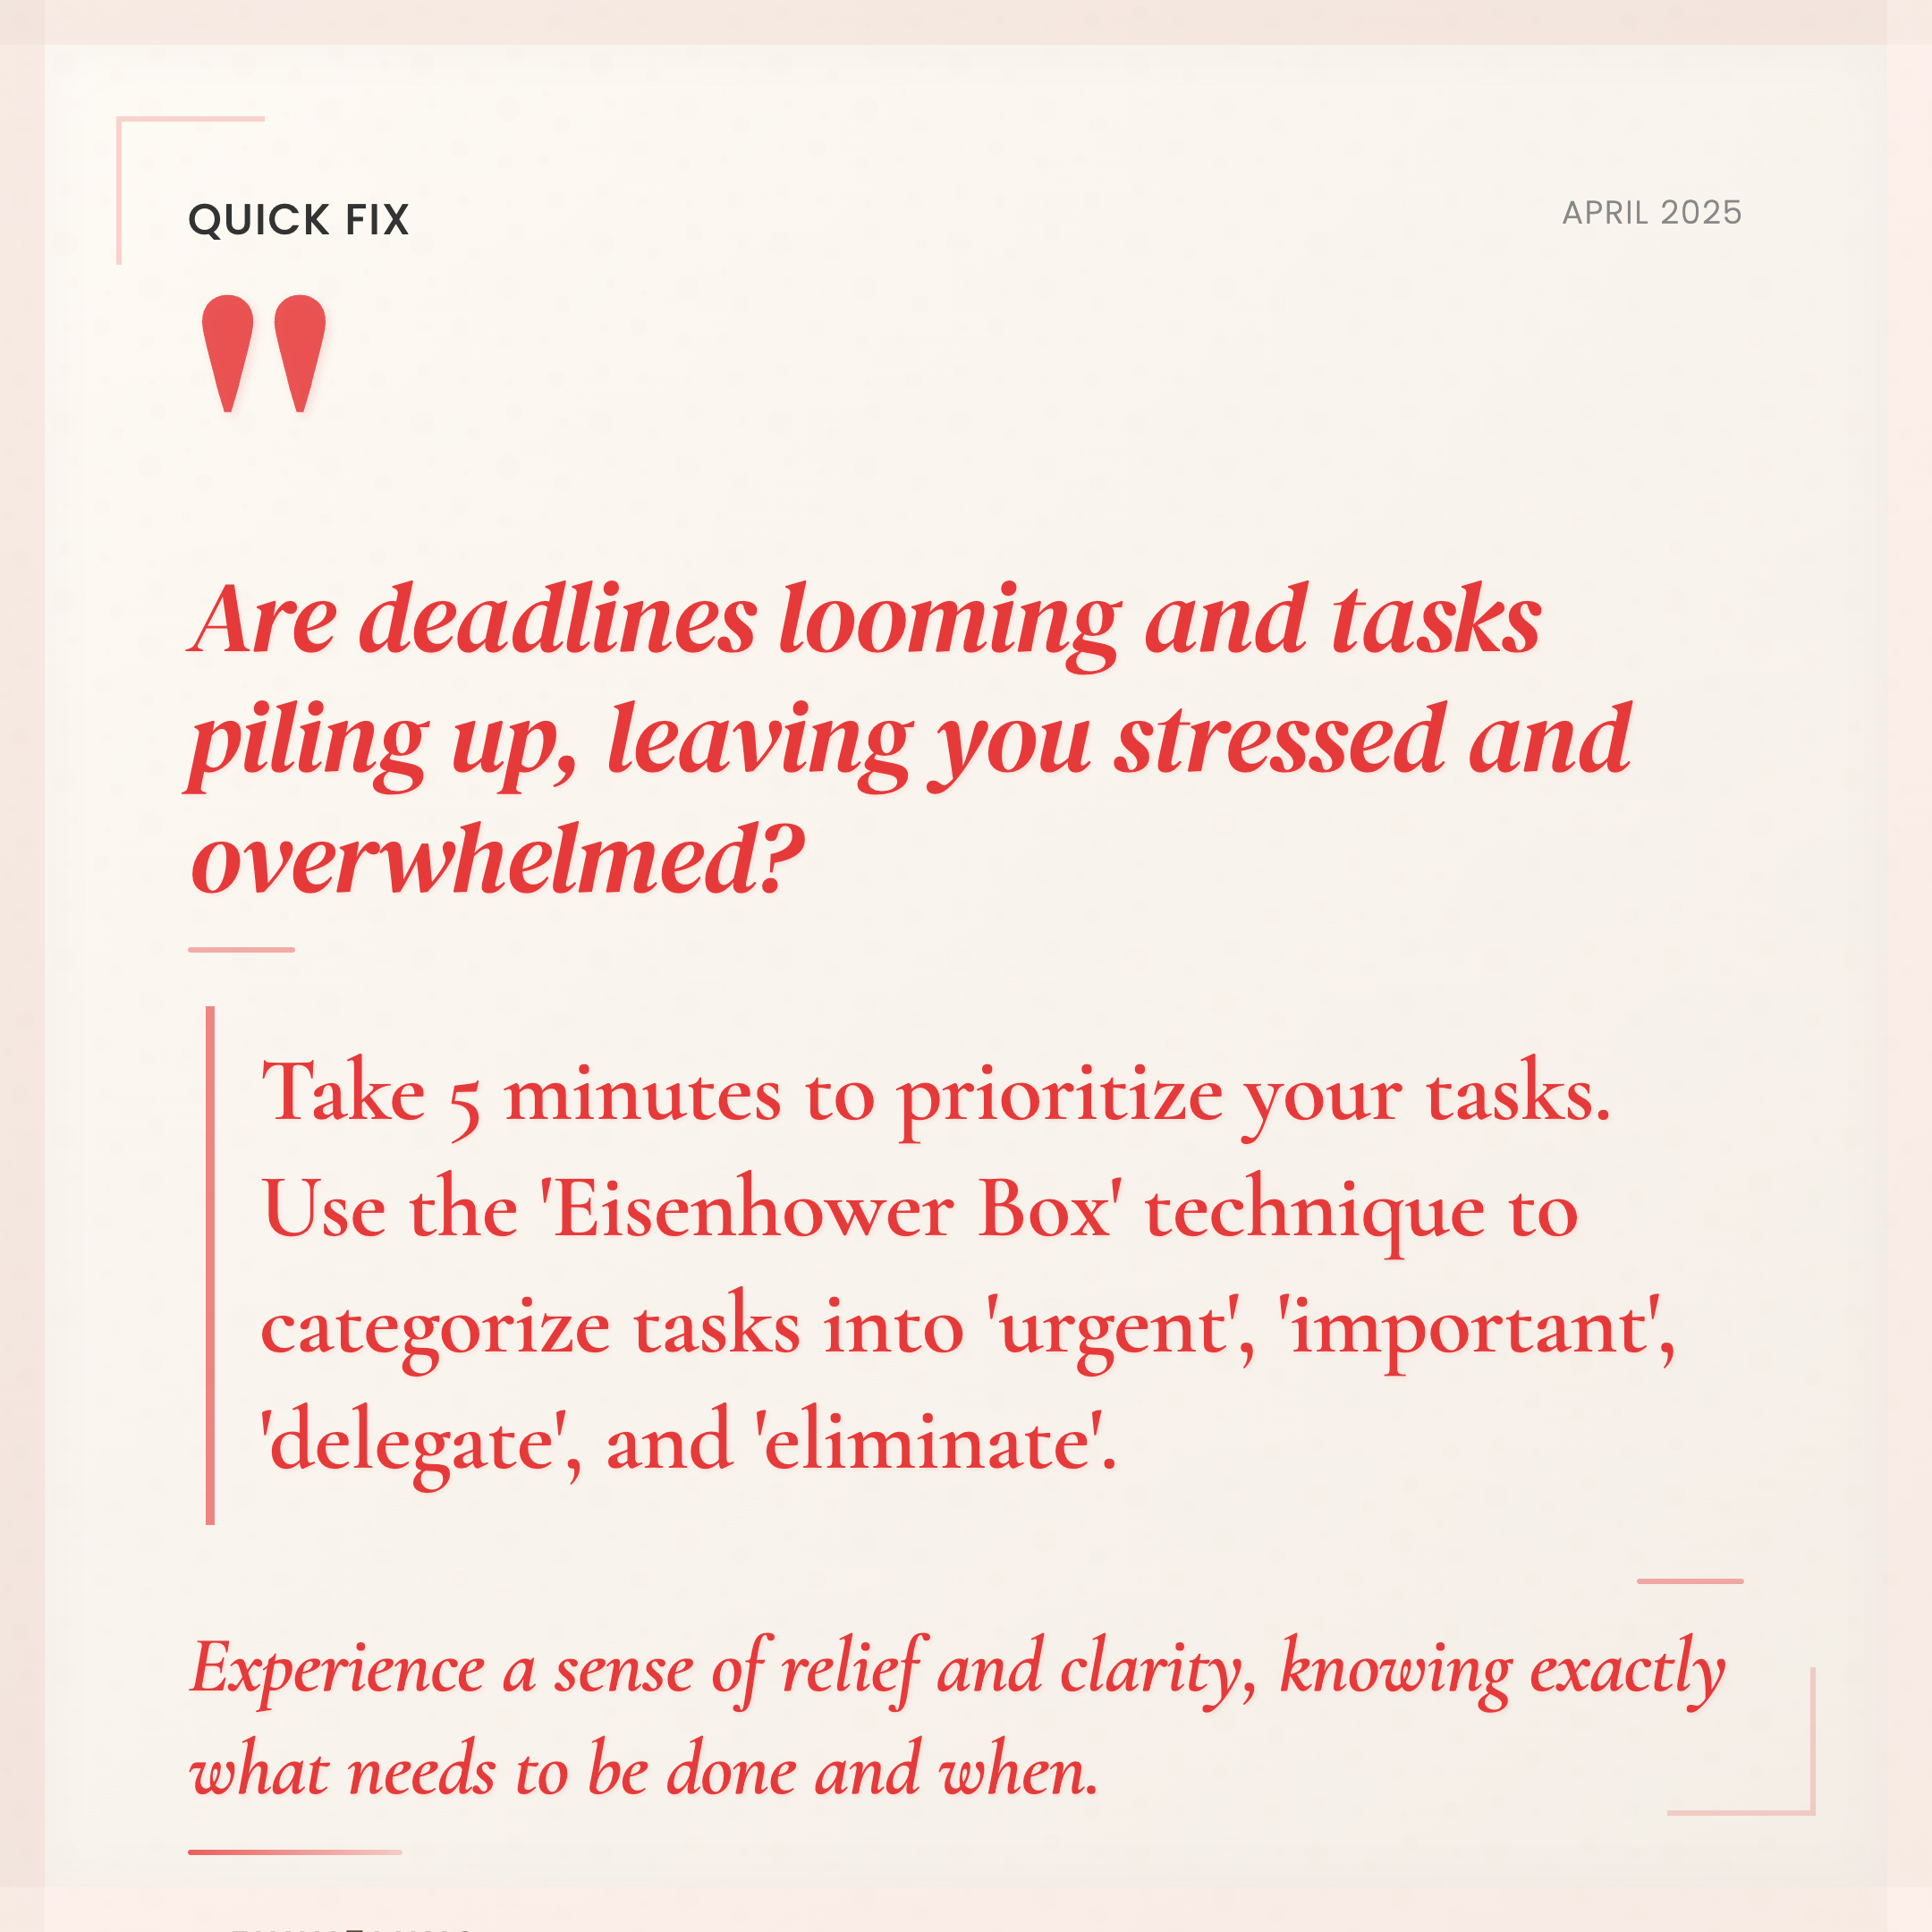 QUICK FIX
APRIL 2025
"
Are deadlines looming and tasks
piling up, leaving you stressed and
overwhelmed?
Take 5 minutes to prioritize your tasks.
Use the 'Eisenhower Box' technique to
categorize tasks into 'urgent', 'important',
'delegate', and 'eliminate'.
Experience a sense of relief and clarity, knowing exactly
what needs to be done and when.